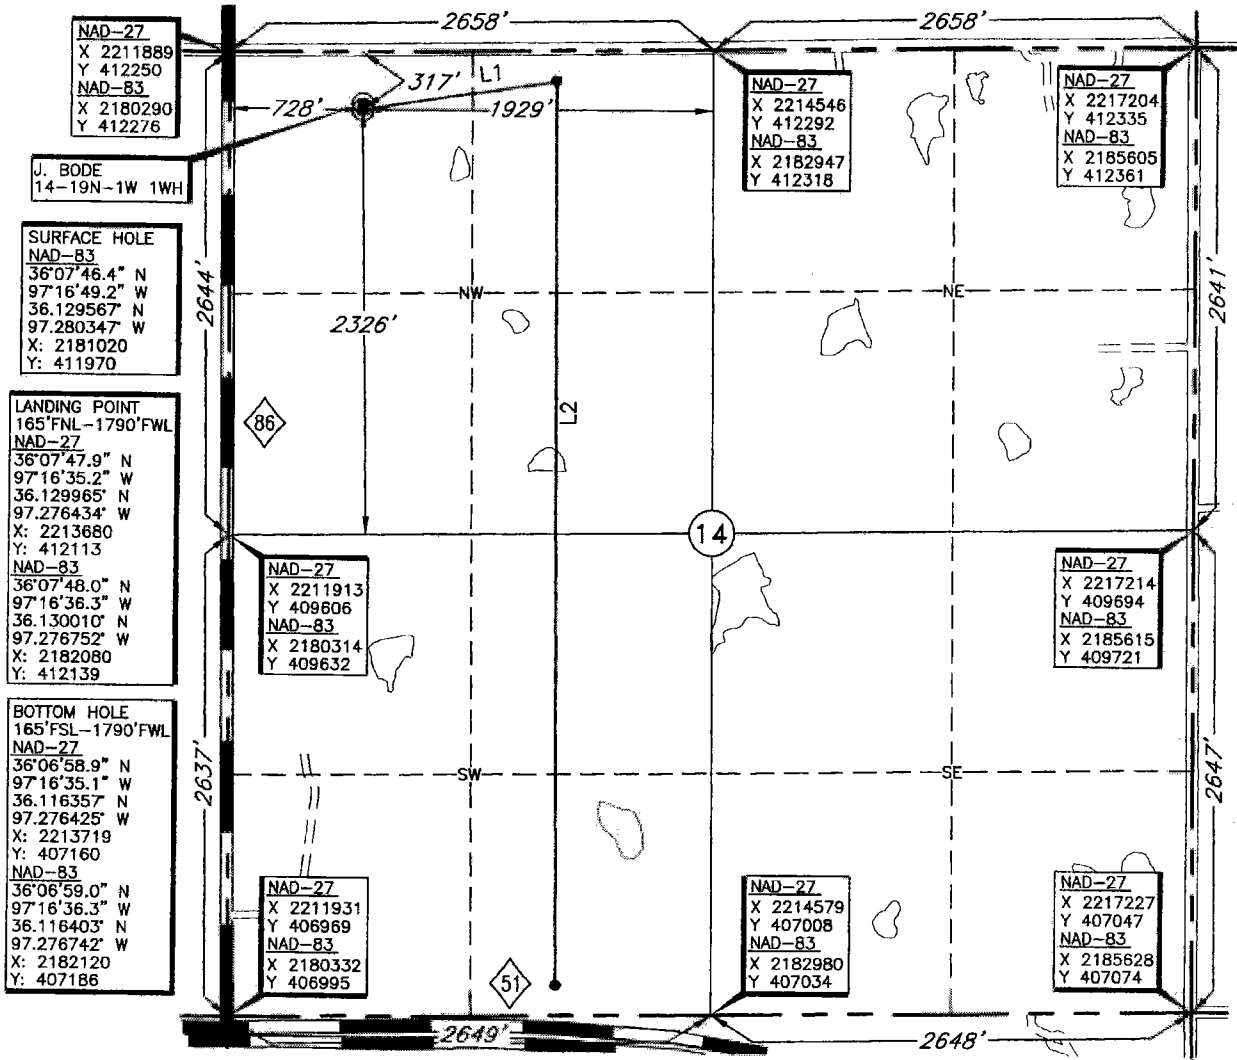 2658'
2658'
NAD-27
X 2211889
Y 412250
NAD-83
X 2180290
Y 412276
317'
L1
728'
1929'
NAD-27
X 2214546
Y 412292
NAD-83
X 2182947
Y 412318
NAD-27
X 2217204
Y 412335
NAD-83
X 2185605
Y 412361
J. BODE
14-19N-1W 1WH
SURFACE HOLE
NAD-83
36°07'46.4" N
97°16'49.2" W
36.129567° N
97.280347° W
X: 2181020
Y: 411970
2644'
NW
NE
2641'
2326'
LANDING POINT
165'FNL-1790'FWL
NAD-27
36°07'47.9" N
97°16'35.2" W
36.129965° N
97.276434° W
X: 2213680
Y: 412113
NAD-83
36°07'48.0" N
97°16'36.3" W
36.130010° N
97.276752° W
X: 2182080
Y: 412139
86
L2
14
NAD-27
X 2211913
Y 409606
NAD-83
X 2180314
Y 409632
NAD-27
X 2217214
Y 409694
NAD-83
X 2185615
Y 409721
BOTTOM HOLE
165'FSL-1790'FWL
NAD-27
36°06'58.9" N
97°16'35.1" W
36.116357° N
97.276425° W
X: 2213719
Y: 407160
NAD-83
36°06'59.0" N
97°16'36.3" W
36.116403° N
97.276742° W
X: 2182120
Y: 407186
2637'
SW
SE
2647'
NAD-27
X 2211931
Y 406969
NAD-83
X 2180332
Y 406995
51
NAD-27
X 2214579
Y 407008
NAD-83
X 2182980
Y 407034
NAD-27
X 2217227
Y 407047
NAD-83
X 2185628
Y 407074
2649'
2648'